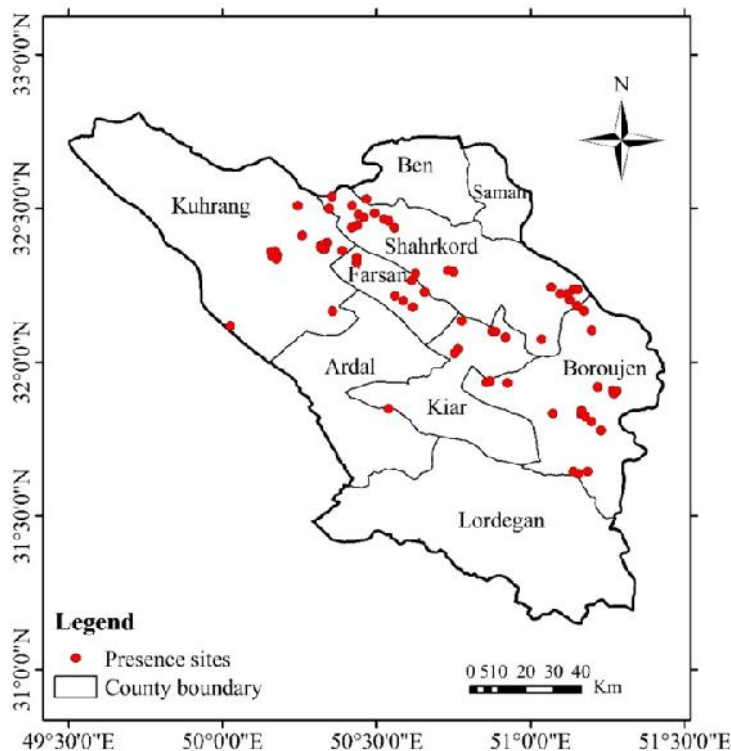 N
33°0'0"N
32°30'0"N
32°0'0"N
31°30'0"N
31°0'0"N
Ben
Saman
Kuhrang
Shahrkord
Farsan
Ardal
Boroujen
Kiar
Lordegan
Legend
Presence sites
County boundary
0 510 20 30 40
Km
49°30'0"E 50°0'0"E 50°30'0"E 51°0'0"E 51°30'0"E